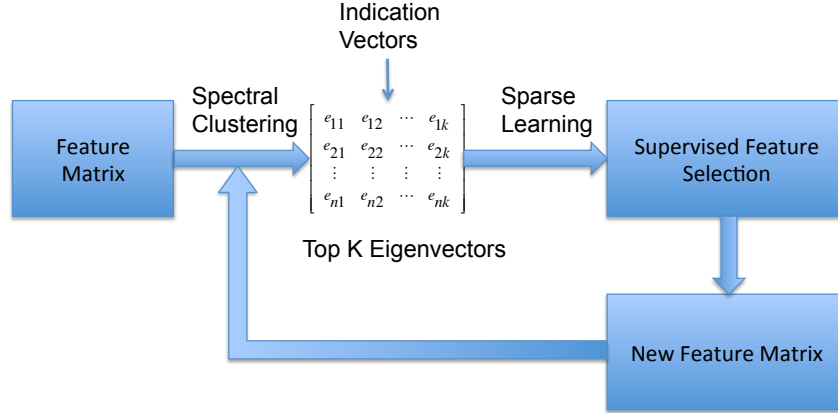 Indication
Vectors
Spectral
Clustering
Sparse
Learning
Feature
Matrix
e11 e12 ⋯ e1k
e21 e22 ⋯ e2k
⋮ ⋮ ⋮ ⋮
en1 en2 ⋯ enk
Supervised Feature
Selection
Top K Eigenvectors
New Feature Matrix